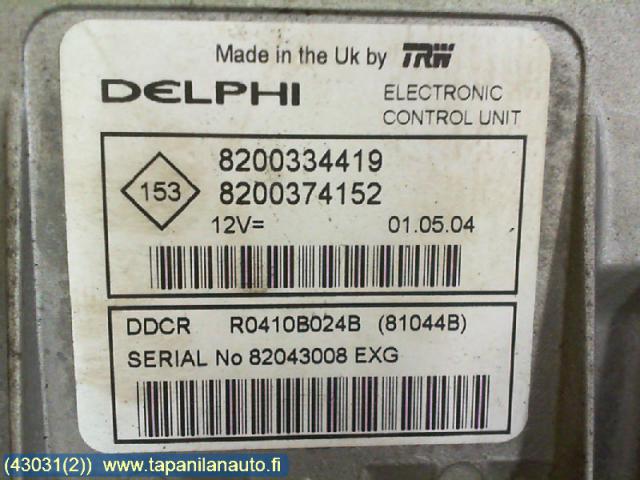 Made in the Uk by TRW
DELPHI
ELECTRONIC
CONTROL UNIT
153
8200334419
8200374152
12V=
01.05.04
DDCR R0410B024B (81044B)
SERIAL No 82043008 EXG
(43031(2)) www.tapanilanauto.fi